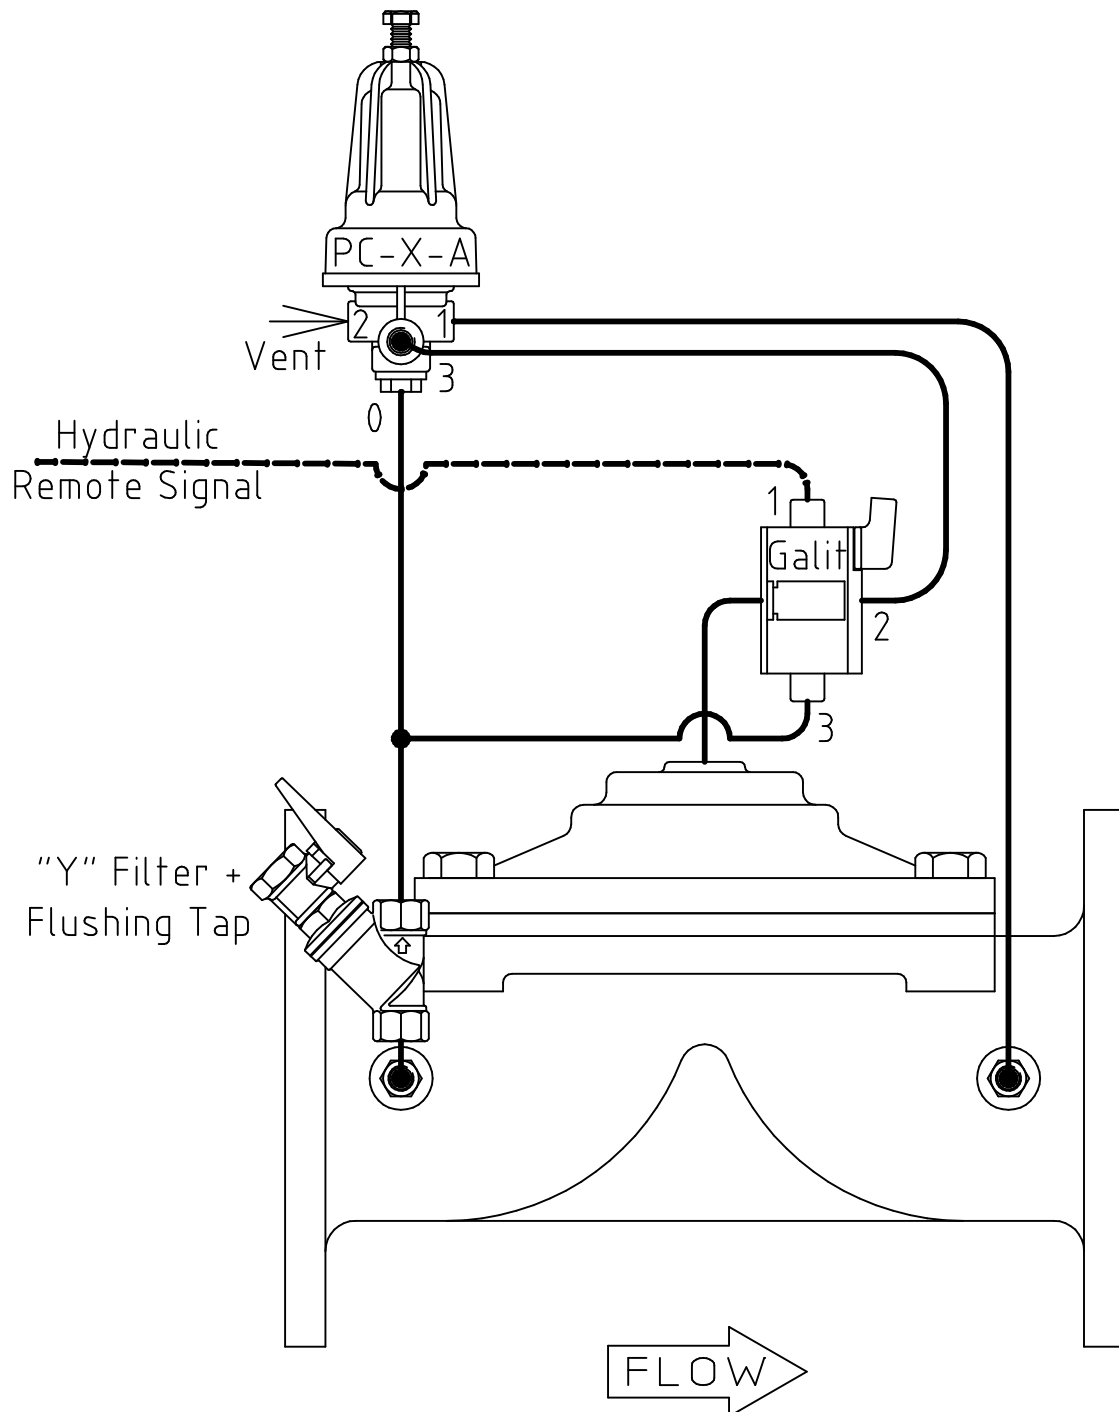 PC-X-A
2 1
Vent
3
0
Hydraulic
Remote Signal
1
Galit
2
3
"Y" Filter +
Flushing Tap
FLOW